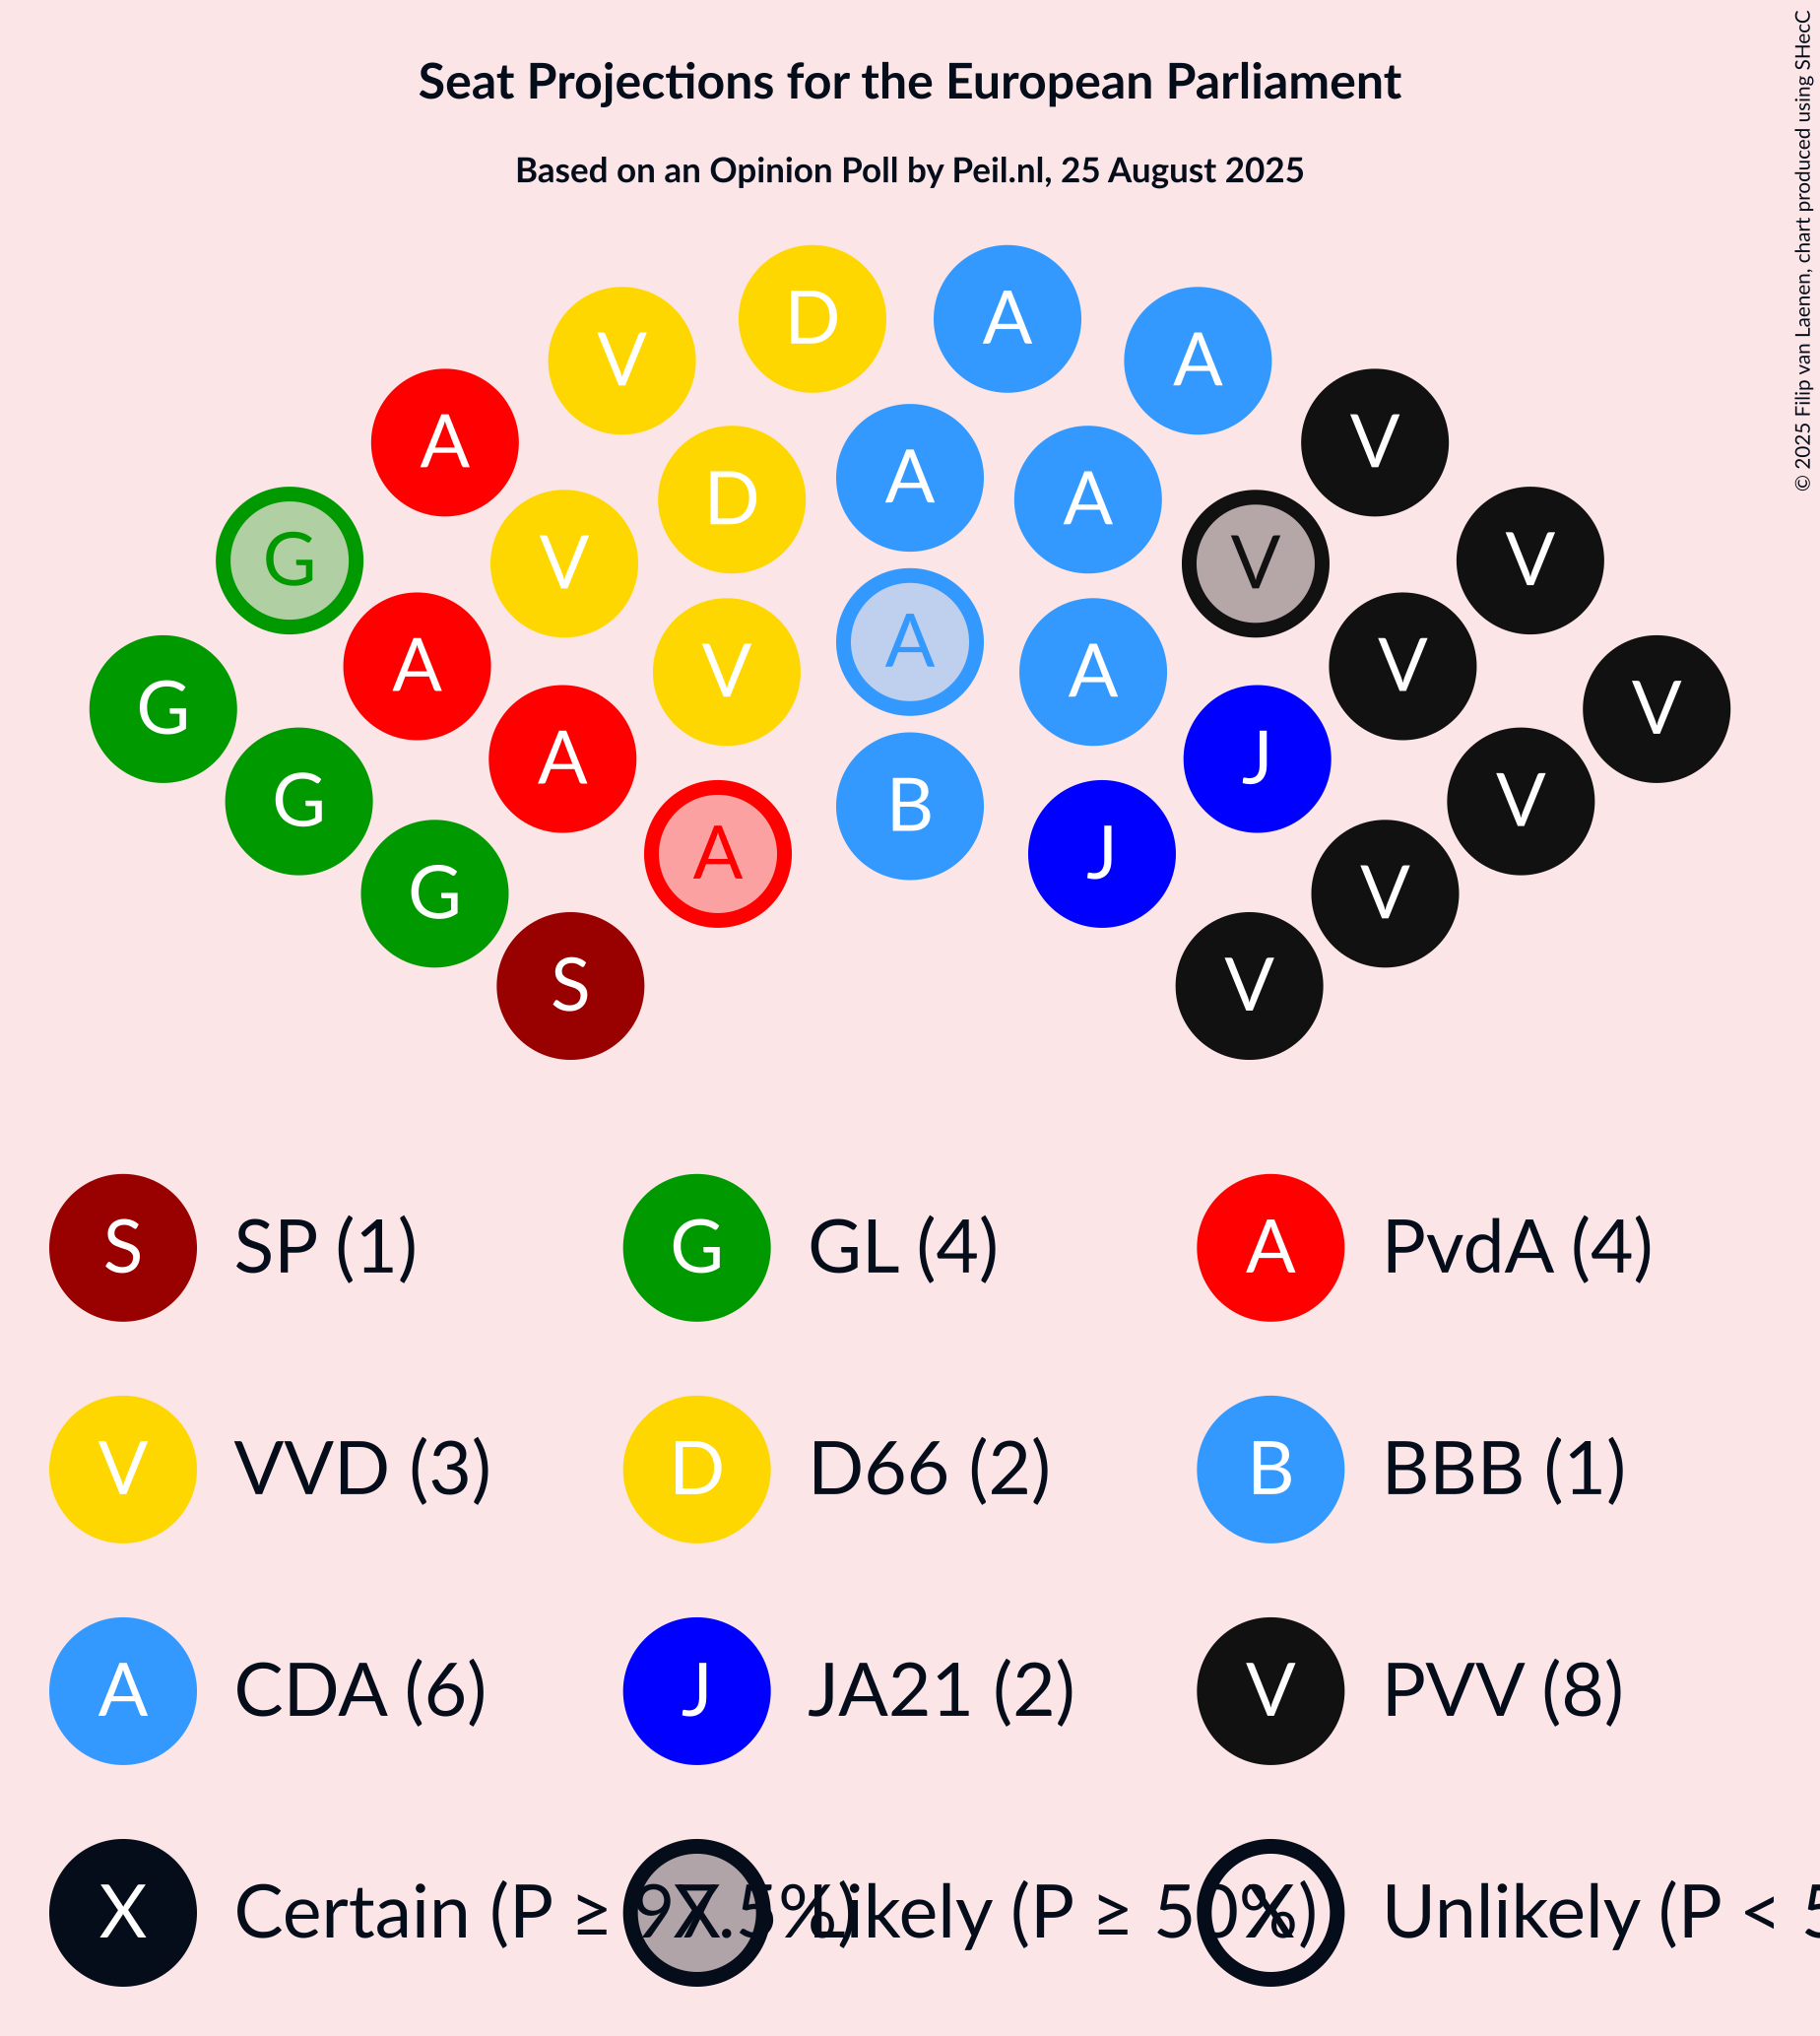 Seat Projections for the European Parliament
Based on an Opinion Poll by Peil.nl, 25 August 2025
© 2025 Filip van Laenen, chart produced using SHecC
D A
V A
A V
A
D A
G V V
V
A
A V
V A
G V
A J
G V
B
A J
G V
S V
S SP (1) G GL (4) A PvdA (4)
V VVD (3) D D66 (2) B BBB (1)
A CDA (6) J JA21 (2) V PVV (8)
X Certain (P ≥ 97.5%) X Likely (P ≥ 50%) X Unlikely (P < 5